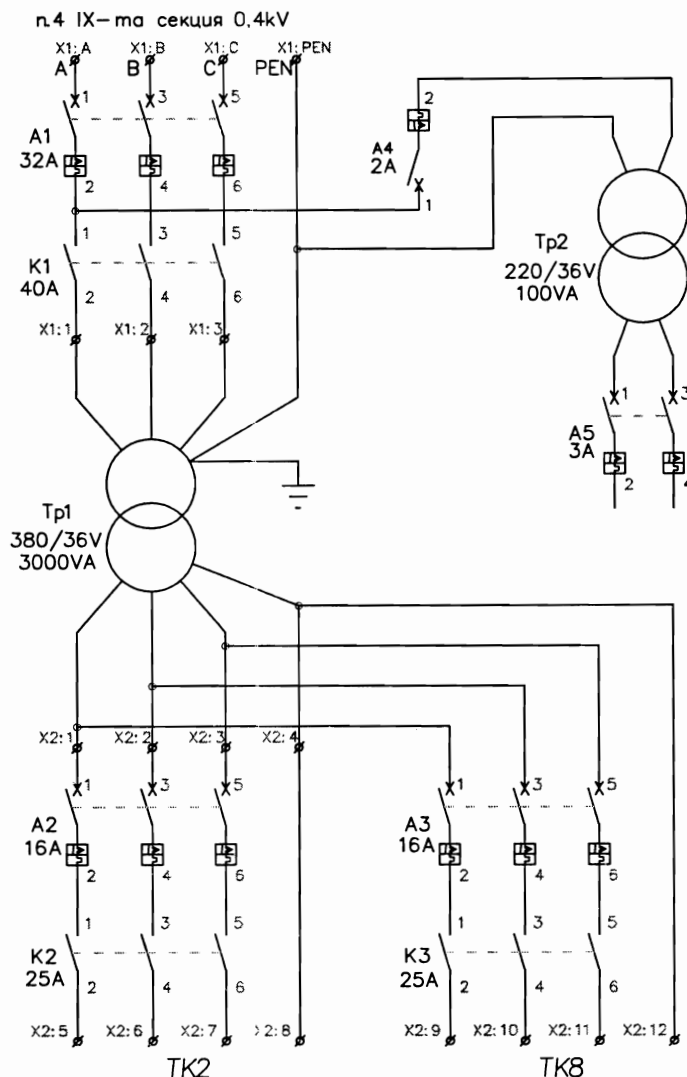 п.4 IX-та секция 0,4kV
X1:A X1:B X1:C X1:PEN
A B C PEN
1 3 5
A1
32A
2 4 6
2
A4
2A
1
1 3 5
K1
40A
2 4 6
X1:1 X1:2 X1:3
Тр2
220/36V
100VA
1 3
A5
3A
2 4
Тр1
380/36V
3000VA
X2:1 X2:2 X2:3 X2:4
1 3 5
A2
16A
2 4 6
1 3 5
K2
25A
2 4 6
X2:5 X2:6 X2:7 2:8
TK2
1 3 5
A3
16A
2 4 6
1 3 5
K3
25A
2 4 6
X2:9 X2:10 X2:11 X2:12
TK8